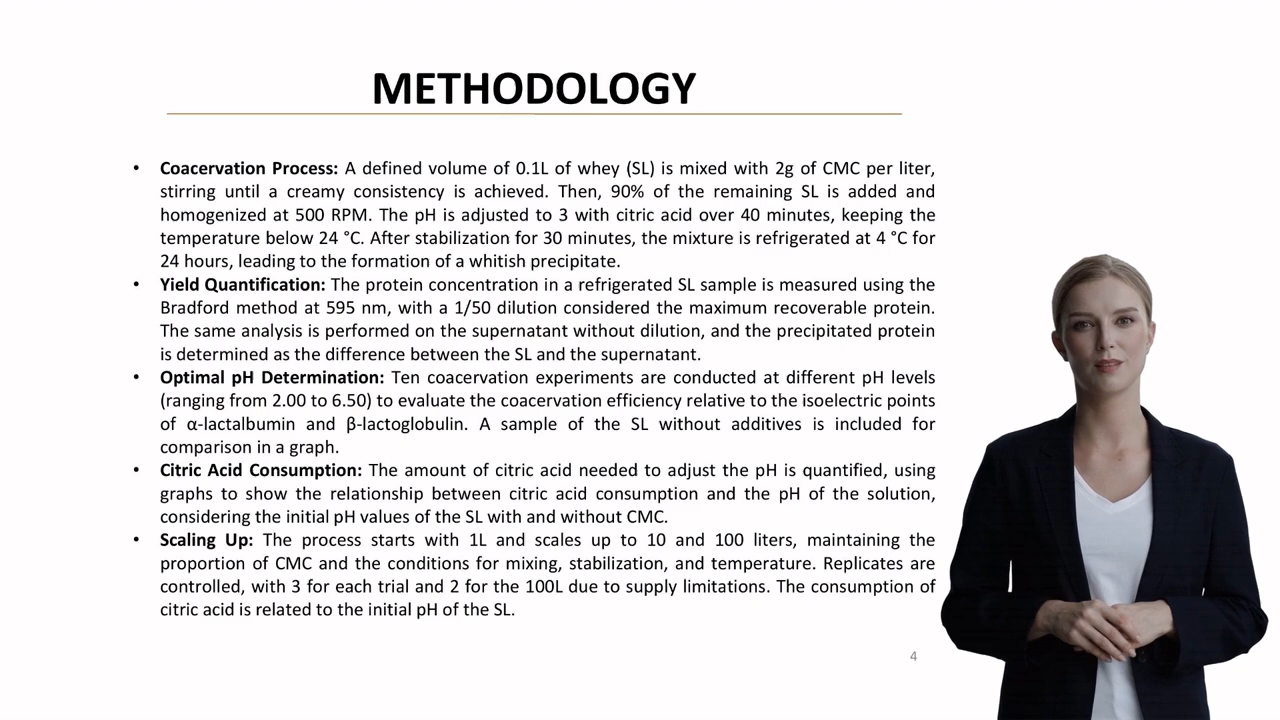 METHODOLOGY
• Coacervation Process: A defined volume of 0.1L of whey (SL) is mixed with 2g of CMC per liter,
stirring until a creamy consistency is achieved. Then, 90% of the remaining SL is added and
homogenized at 500 RPM. The pH is adjusted to 3 with citric acid over 40 minutes, keeping the
temperature below 24 °C. After stabilization for 30 minutes, the mixture is refrigerated at 4 °C for
24 hours, leading to the formation of a whitish precipitate.
• Yield Quantification: The protein concentration in a refrigerated SL sample is measured using the
Bradford method at 595 nm, with a 1/50 dilution considered the maximum recoverable protein.
The same analysis is performed on the supernatant without dilution, and the precipitated protein
is determined as the difference between the SL and the supernatant.
• Optimal pH Determination: Ten coacervation experiments are conducted at different pH levels
(ranging from 2.00 to 6.50) to evaluate the coacervation efficiency relative to the isoelectric points
of α-lactalbumin and β-lactoglobulin. A sample of the SL without additives is included for
comparison in a graph.
• Citric Acid Consumption: The amount of citric acid needed to adjust the pH is quantified, using
graphs to show the relationship between citric acid consumption and the pH of the solution,
considering the initial pH values of the SL with and without CMC.
• Scaling Up: The process starts with 1L and scales up to 10 and 100 liters, maintaining the
proportion of CMC and the conditions for mixing, stabilization, and temperature. Replicates are
controlled, with 3 for each trial and 2 for the 100L due to supply limitations. The consumption of
citric acid is related to the initial pH of the SL.
4